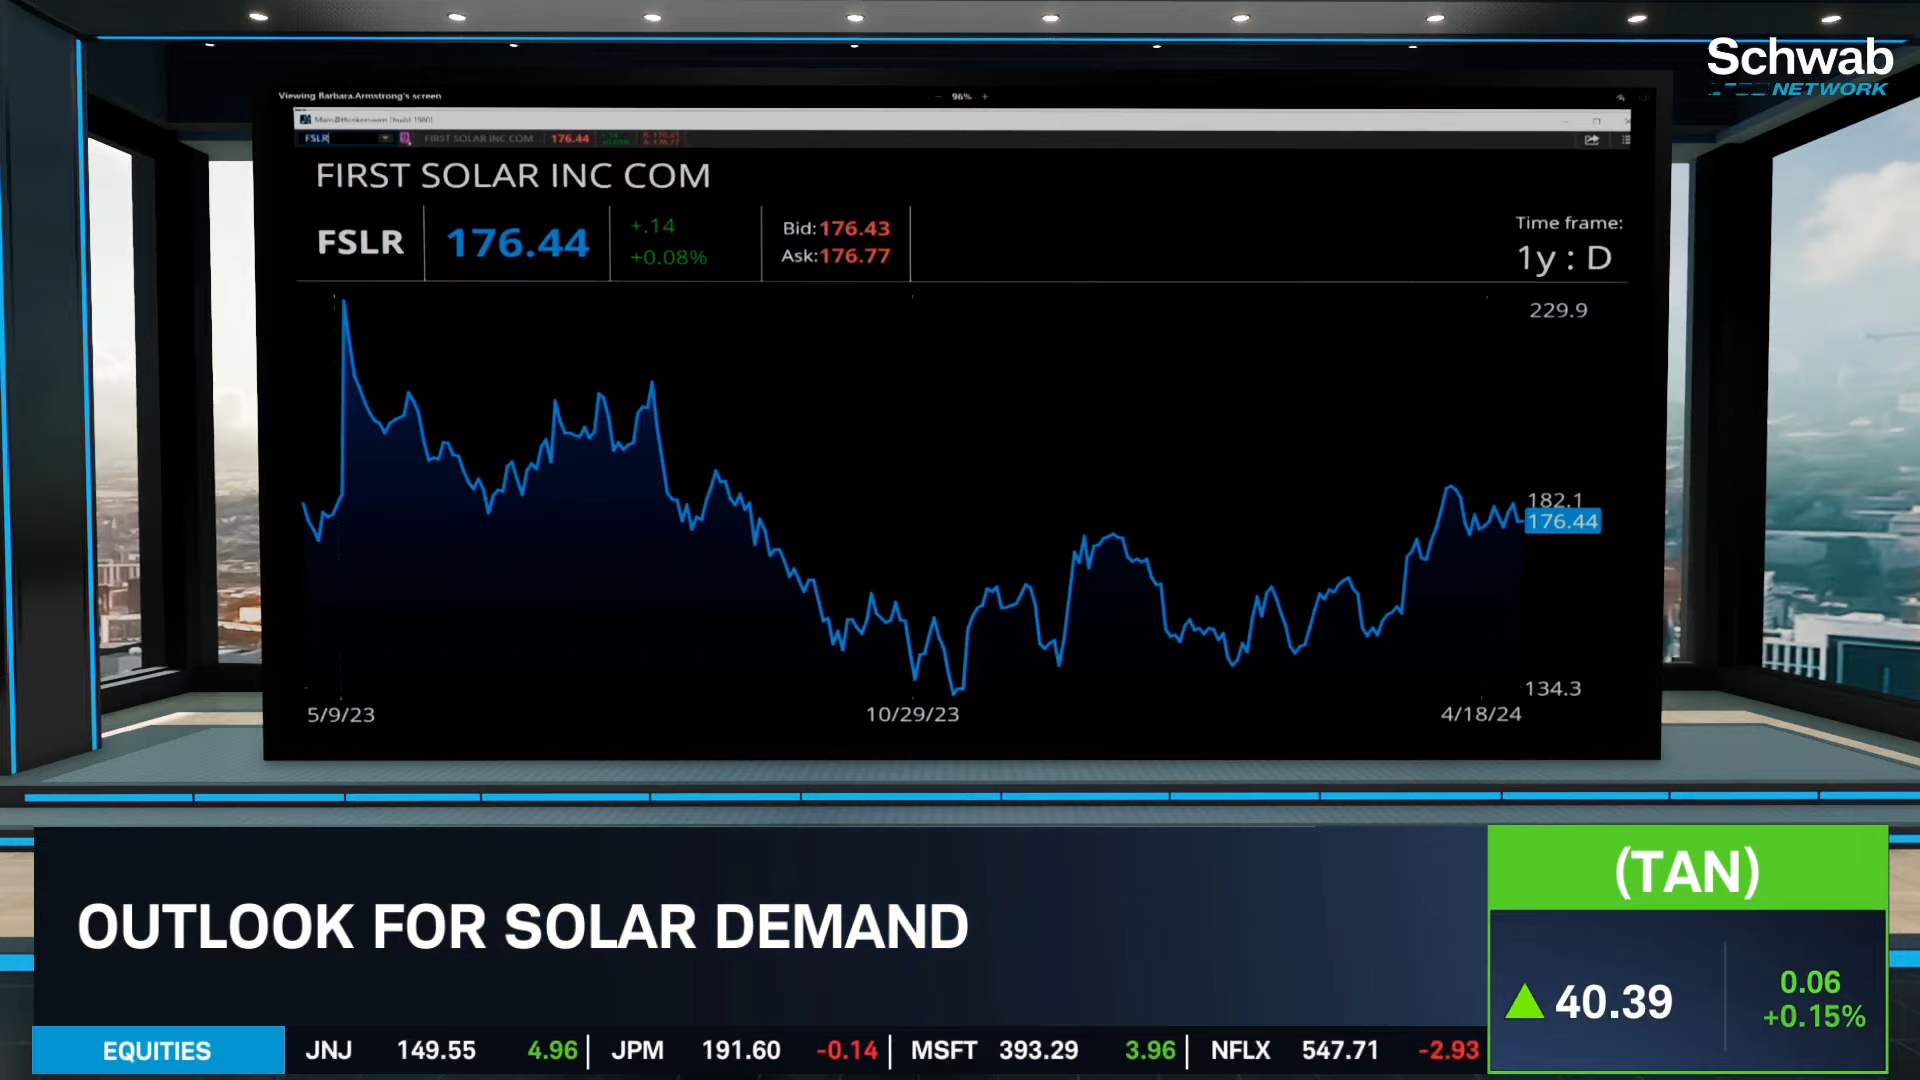 Schwab
NETWORK
Viewing Barbara.Armstrong's screen
96% +
Main@thinkorswim [build 1980]
FSLR FIRST SOLAR INC COM 176.44
FIRST SOLAR INC COM
FSLR 176.44
+.14
+0.08%
Bid:176.43
Ask:176.77
Time frame:
1y : D
229.9
182.1
176.44
134.3
5/9/23 10/29/23 4/18/24
OUTLOOK FOR SOLAR DEMAND
(TAN)
40.39
0.06
+0.15%
EQUITIES JNJ 149.55 4.96 JPM 191.60 -0.14 MSFT 393.29 3.96 NFLX 547.71 -2.93